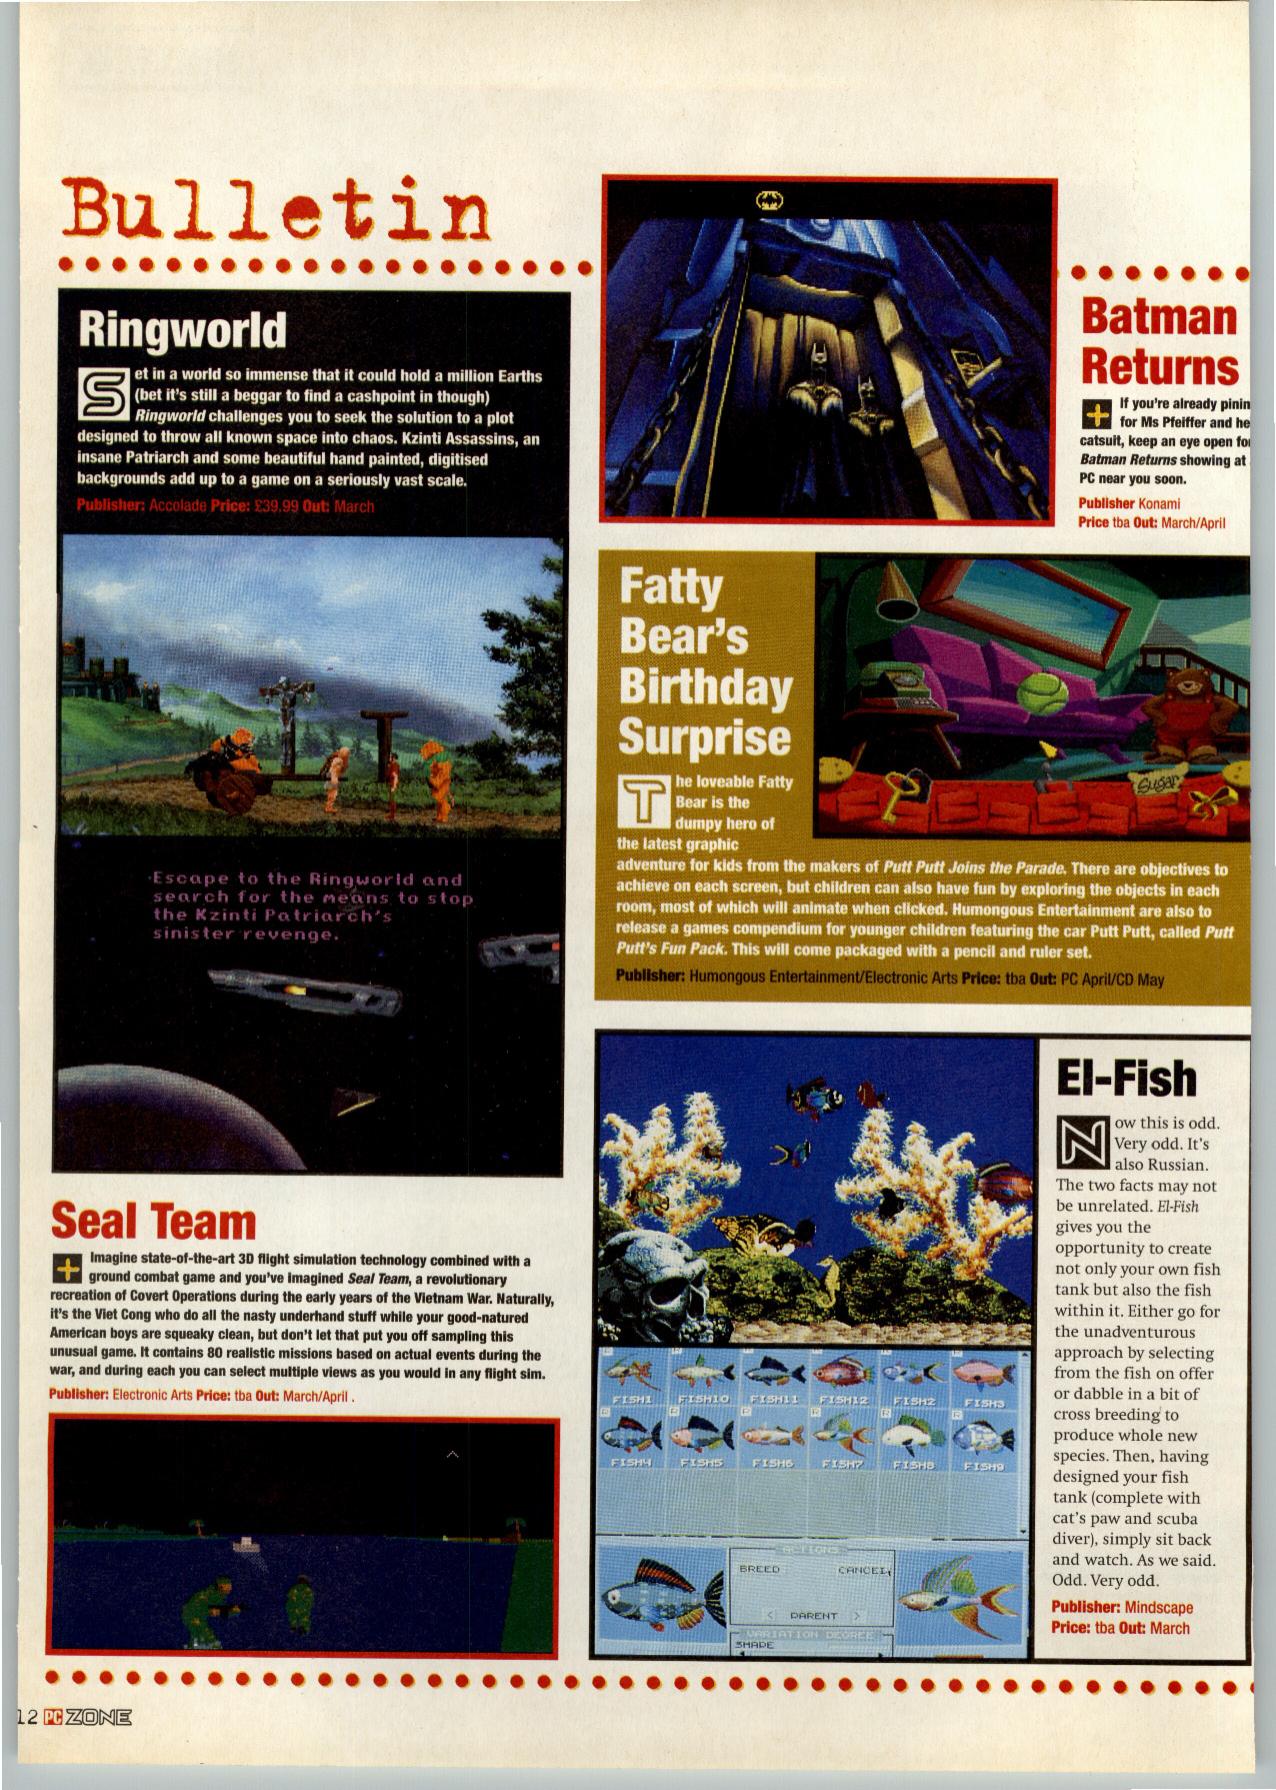 Bulletin
Ringworld
Set in a world so immense that it could hold a million Earths
(bet it's still a beggar to find a cashpoint in though)
Ringworld challenges you to seek the solution to a plot
designed to throw all known space into chaos. Kzinti Assassins, an
insane Patriarch and some beautiful hand painted, digitised
backgrounds add up to a game on a seriously vast scale.
Publisher: Accolade Price: £39.99 Out: March
Escape to the Ringworld and
search for the means to stop
the Kzinti Patriarch's
sinister revenge.
Seal Team
Imagine state-of-the-art 3D flight simulation technology combined with a
ground combat game and you've imagined Seal Team, a revolutionary
recreation of Covert Operations during the early years of the Vietnam War. Naturally,
it's the Viet Cong who do all the nasty underhand stuff while your good-natured
American boys are squeaky clean, but don't let that put you off sampling this
unusual game. It contains 80 realistic missions based on actual events during the
war, and during each you can select multiple views as you would in any flight sim.
Publisher: Electronic Arts Price: tba Out: March/April .
Batman
Returns
If you're already pinin
for Ms Pfeiffer and he
catsuit, keep an eye open fo
Batman Returns showing at
PC near you soon.
Publisher Konami
Price tba Out: March/April
Fatty
Bear's
Birthday
Surprise
The loveable Fatty
Bear is the
dumpy hero of
the latest graphic
adventure for kids from the makers of Putt Putt Joins the Parade. There are objectives to
achieve on each screen, but children can also have fun by exploring the objects in each
room, most of which will animate when clicked. Humongous Entertainment are also to
release a games compendium for younger children featuring the car Putt Putt, called Putt
Putt's Fun Pack. This will come packaged with a pencil and ruler set.
Publisher: Humongous Entertainment/Electronic Arts Price: tba Out: PC April/CD May
Sugar
El-Fish
Now this is odd.
Very odd. It's
also Russian.
The two facts may not
be unrelated. El-Fish
gives you the
opportunity to create
not only your own fish
tank but also the fish
within it. Either go for
the unadventurous
approach by selecting
from the fish on offer
or dabble in a bit of
cross breeding to
produce whole new
species. Then, having
designed your fish
tank (complete with
cat's paw and scuba
diver), simply sit back
and watch. As we said.
Odd. Very odd.
Publisher: Mindscape
Price: tba Out: March
FISH1 FISH10 FISH11 FISH12 FISH2 FISH3
FISH4 FISH5 FISH6 FISH7 FISH8 FISH9
ACTIONS
BREED CANCEL
< PARENT >
VARIATION DEGREE
SHAPE
12 PC ZONE